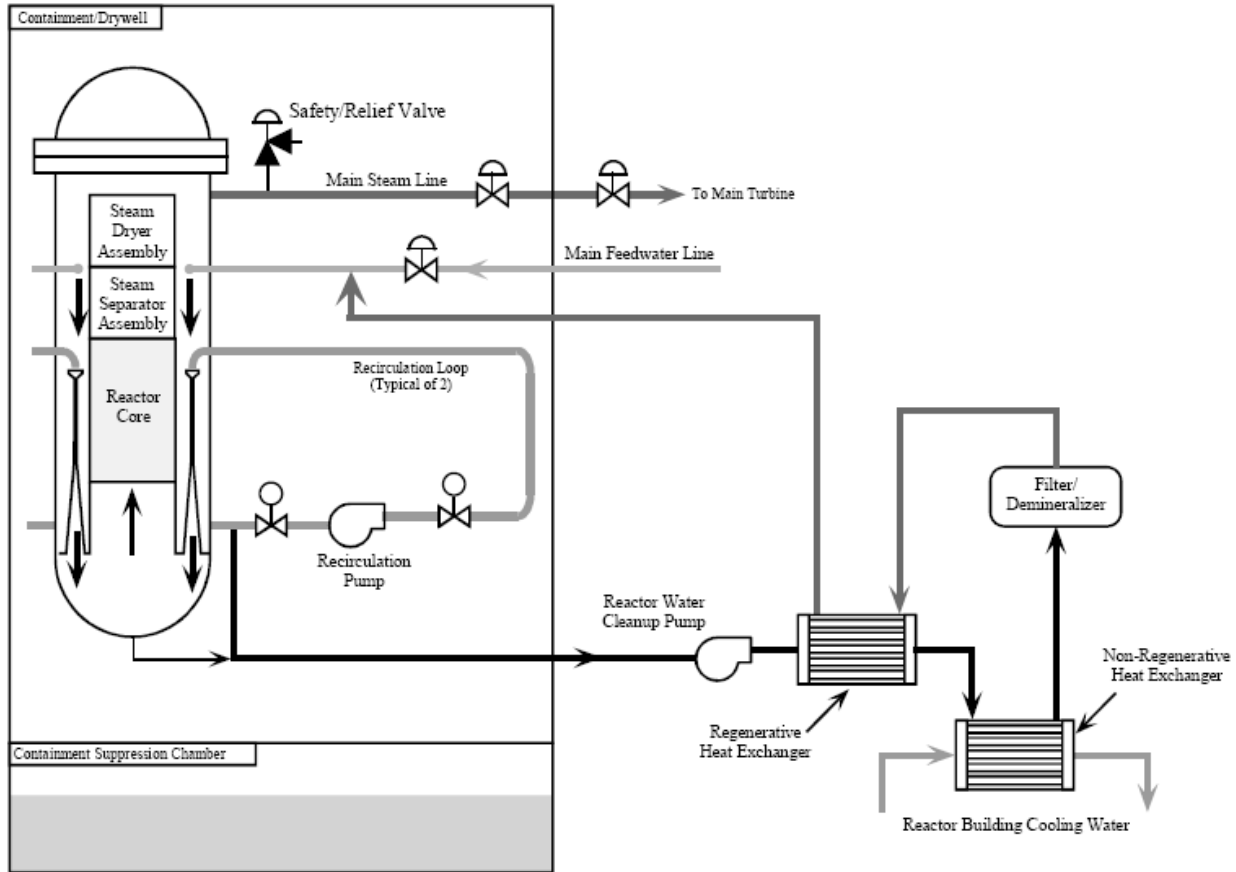 Containment/Drywell
Safety/Relief Valve
Main Steam Line
To Main Turbine
Steam
Dryer
Assembly
Main Feedwater Line
Steam
Separator
Assembly
Recirculation Loop
(Typical of 2)
Reactor
Core
Filter/
Demineralizer
Recirculation
Pump
Reactor Water
Cleanup Pump
Non-Regenerative
Heat Exchanger
Regenerative
Heat Exchanger
Containment Suppression Chamber
Reactor Building Cooling Water